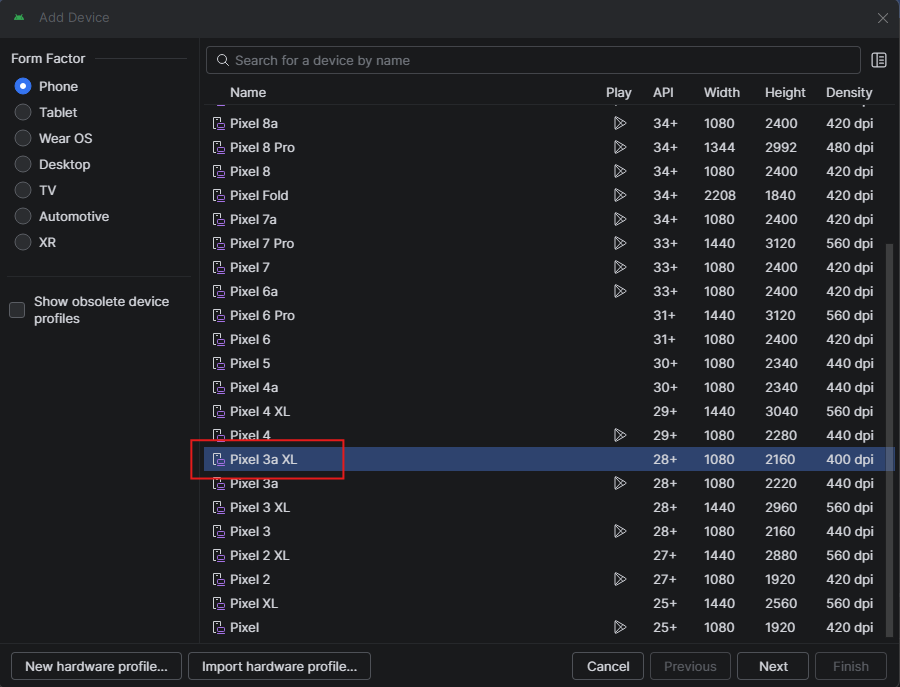 Add Device
Form Factor
Phone
Tablet
Wear OS
Desktop
TV
Automotive
XR
Show obsolete device
profiles
Search for a device by name
Name Play API Width Height Density
Pixel 8a 34+ 1080 2400 420 dpi
Pixel 8 Pro 34+ 1344 2992 480 dpi
Pixel 8 34+ 1080 2400 420 dpi
Pixel Fold 34+ 2208 1840 420 dpi
Pixel 7a 34+ 1080 2400 420 dpi
Pixel 7 Pro 33+ 1440 3120 560 dpi
Pixel 7 33+ 1080 2400 420 dpi
Pixel 6a 33+ 1080 2400 420 dpi
Pixel 6 Pro 31+ 1440 3120 560 dpi
Pixel 6 31+ 1080 2400 420 dpi
Pixel 5 30+ 1080 2340 440 dpi
Pixel 4a 30+ 1080 2340 440 dpi
Pixel 4 XL 29+ 1440 3040 560 dpi
Pixel 4 29+ 1080 2280 440 dpi
Pixel 3a XL 28+ 1080 2160 400 dpi
Pixel 3a 28+ 1080 2220 440 dpi
Pixel 3 XL 28+ 1440 2960 560 dpi
Pixel 3 28+ 1080 2160 440 dpi
Pixel 2 XL 27+ 1440 2880 560 dpi
Pixel 2 27+ 1080 1920 420 dpi
Pixel XL 25+ 1440 2560 560 dpi
Pixel 25+ 1080 1920 420 dpi
New hardware profile... Import hardware profile... Cancel Previous Next Finish